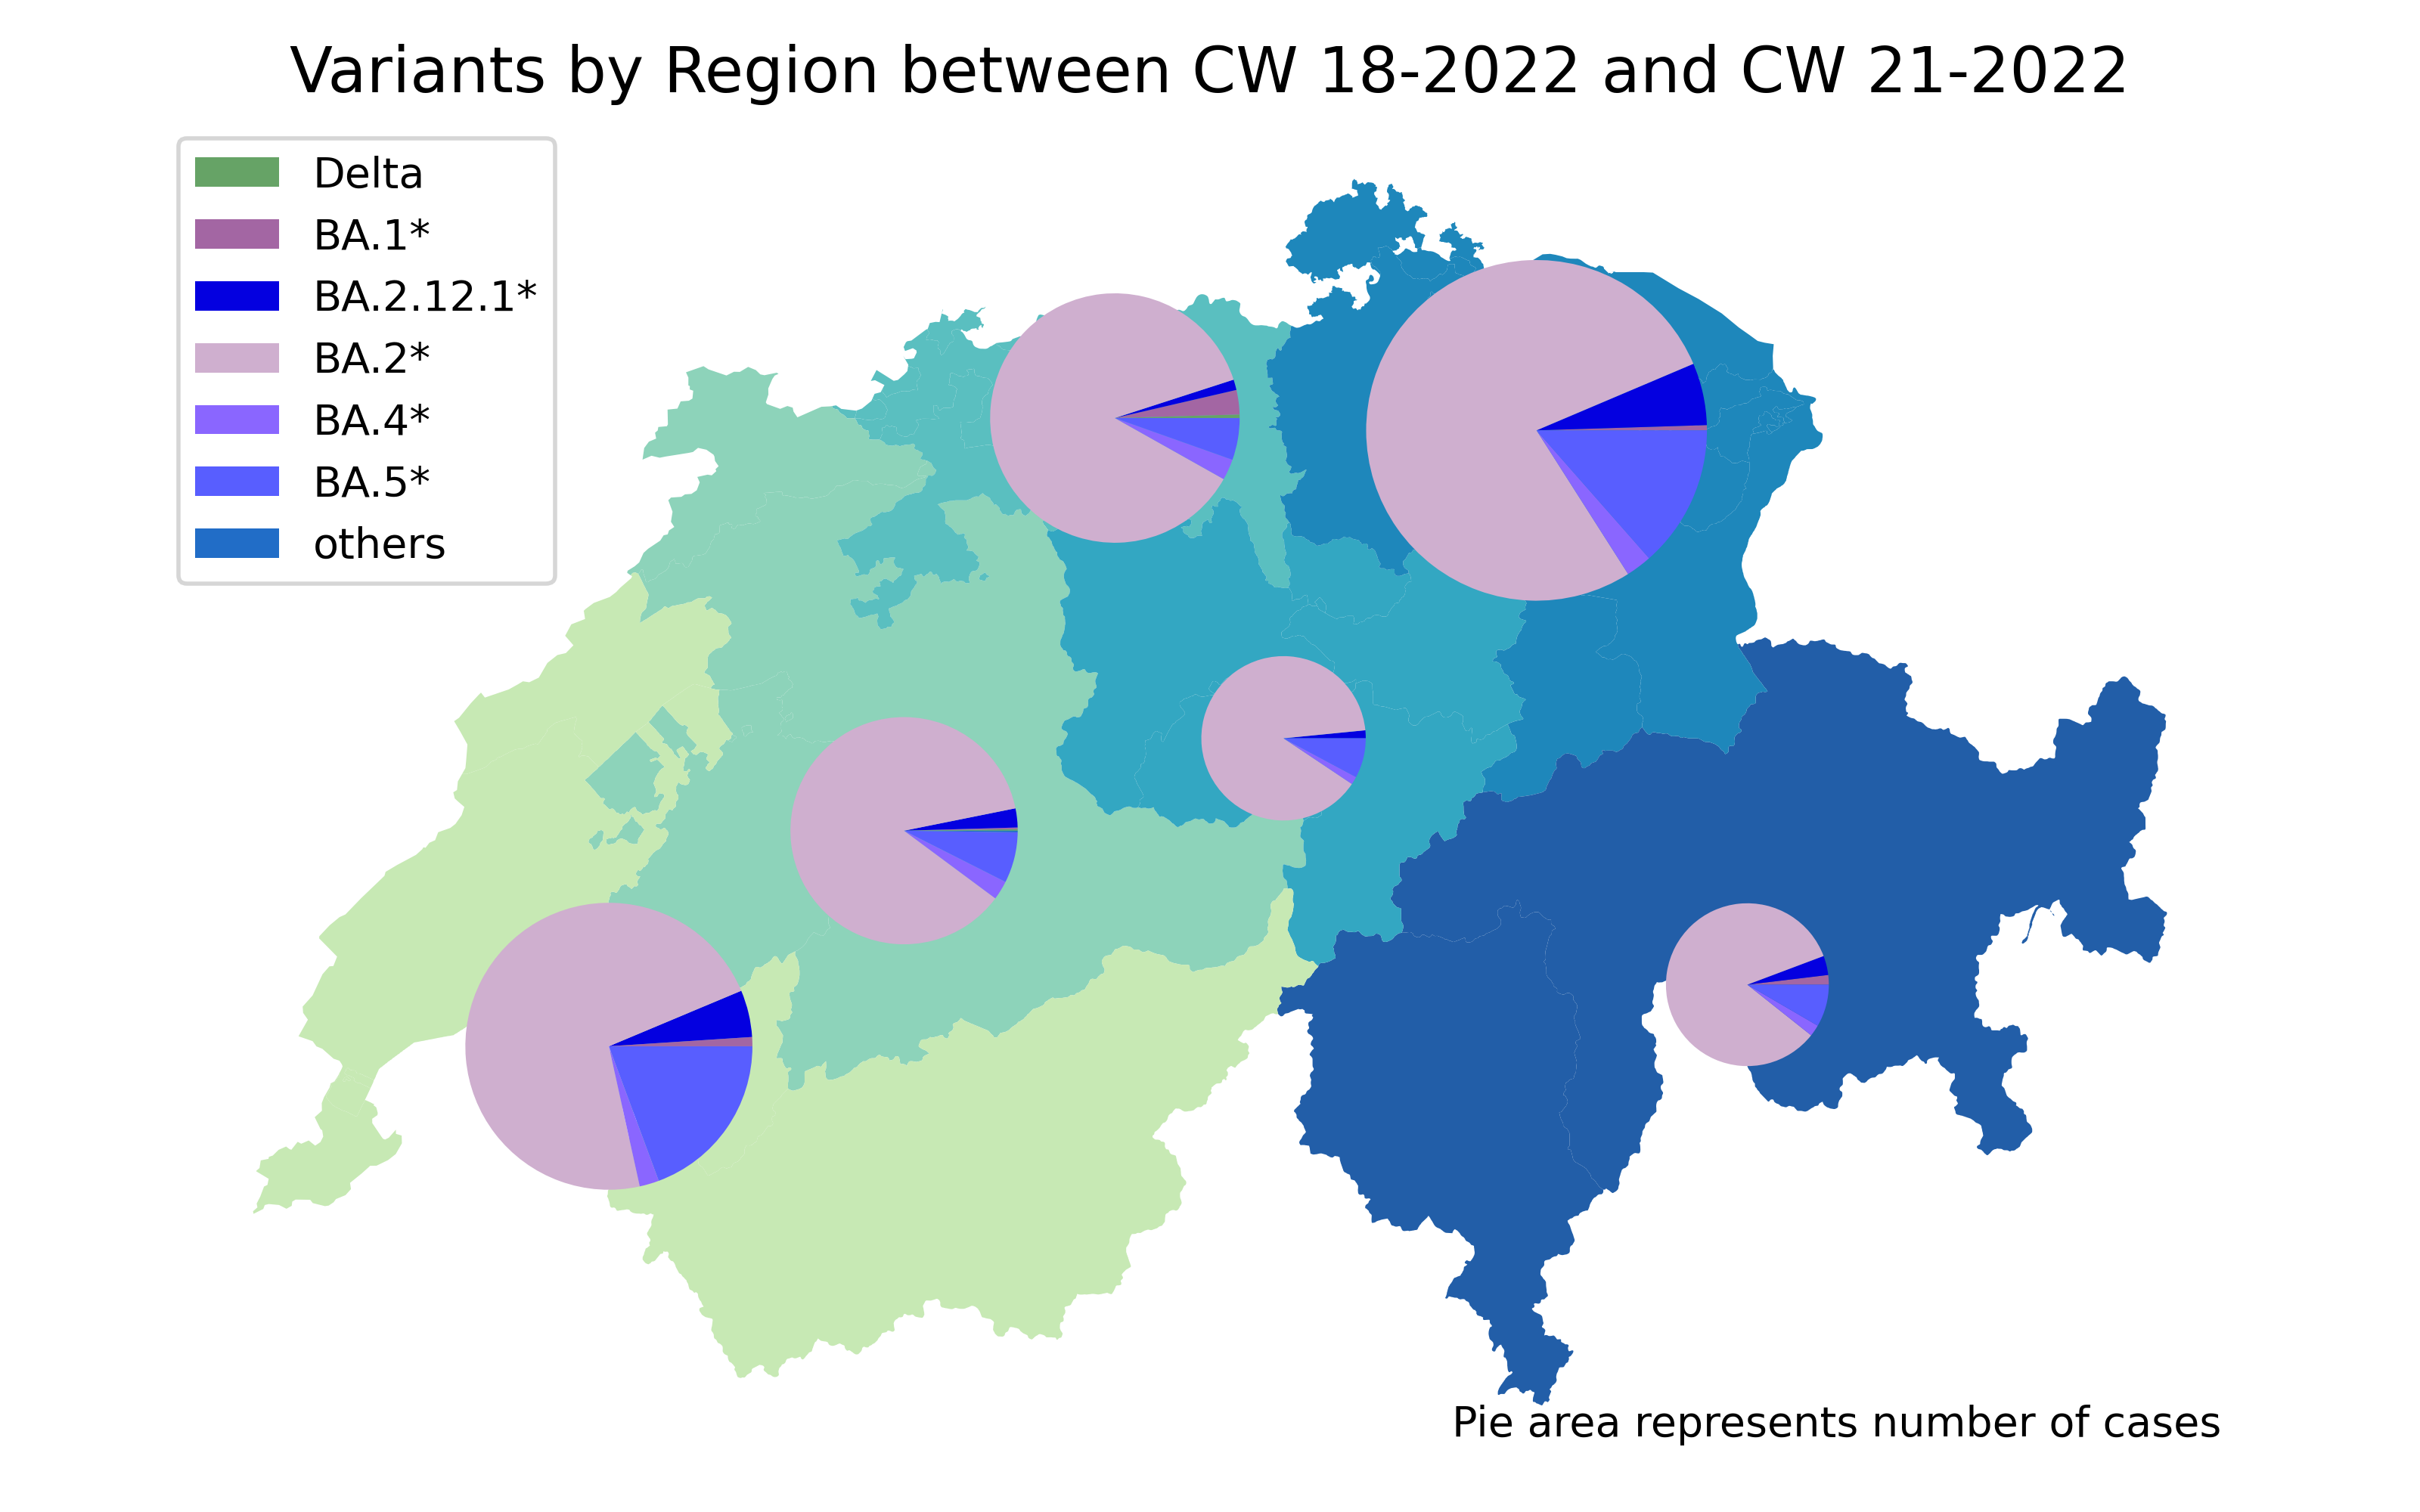 Variants by Region between CW 18-2022 and CW 21-2022
Delta
BA.1*
BA.2.12.1*
BA.2*
BA.4*
BA.5*
others
Pie area represents number of cases